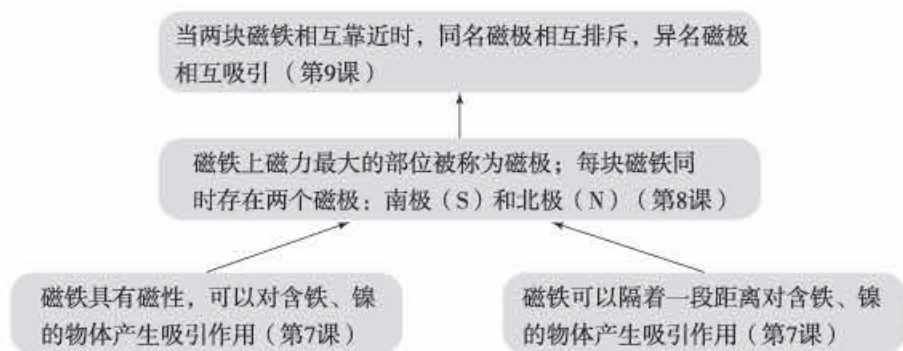 当两块磁铁相互靠近时，同名磁极相互排斥，异名磁极
相互吸引（第9课）
磁铁上磁力最大的部位被称为磁极；每块磁铁同
时存在两个磁极：南极（S）和北极（N）（第8课）
磁铁具有磁性，可以对含铁、镍
的物体产生吸引作用（第7课）
磁铁可以隔着一段距离对含铁、镍
的物体产生吸引作用（第7课）